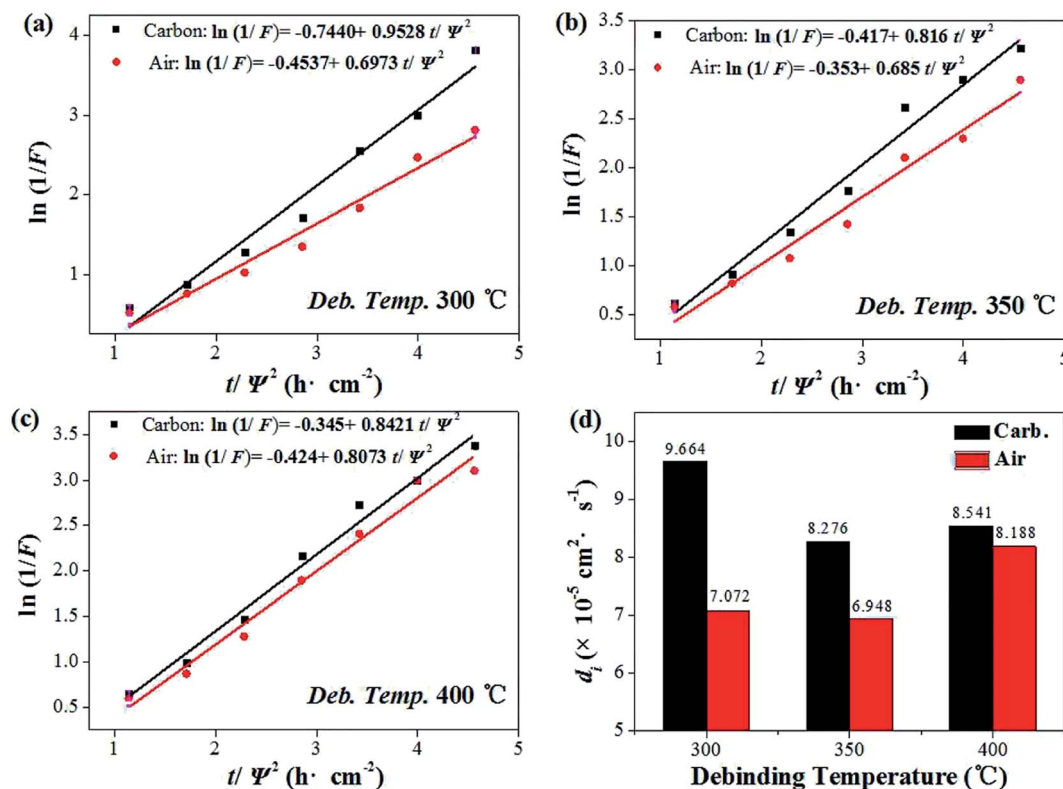 (a)
4
3
2
1
ln (1/F)
Carbon: ln (1/ F)= -0.7440+ 0.9528 t/ Ψ²
Air: ln (1/ F)= -0.4537+ 0.6973 t/ Ψ²
Deb. Temp. 300 ℃
1 2 3 4 5
t/ Ψ² (h· cm⁻²)
(b)
3.5
3.0
2.5
2.0
1.5
1.0
0.5
ln (1/F)
Carbon: ln (1/ F)= -0.417+ 0.816 t/ Ψ²
Air: ln (1/ F)= -0.353+ 0.685 t/ Ψ²
Deb. Temp. 350 ℃
1 2 3 4 5
t/ Ψ² (h· cm⁻²)
(c)
3.5
3.0
2.5
2.0
1.5
1.0
0.5
ln (1/F)
Carbon: ln (1/ F)= -0.345+ 0.8421 t/ Ψ²
Air: ln (1/ F)= -0.424+ 0.8073 t/ Ψ²
Deb. Temp. 400 ℃
1 2 3 4 5
t/ Ψ² (h· cm⁻²)
(d)
10
9
8
7
6
5
dᵢ (× 10⁻⁵ cm²· s⁻¹)
Carb.
Air
9.664
7.072
8.276
6.948
8.541
8.188
300 350 400
Debinding Temperature (℃)